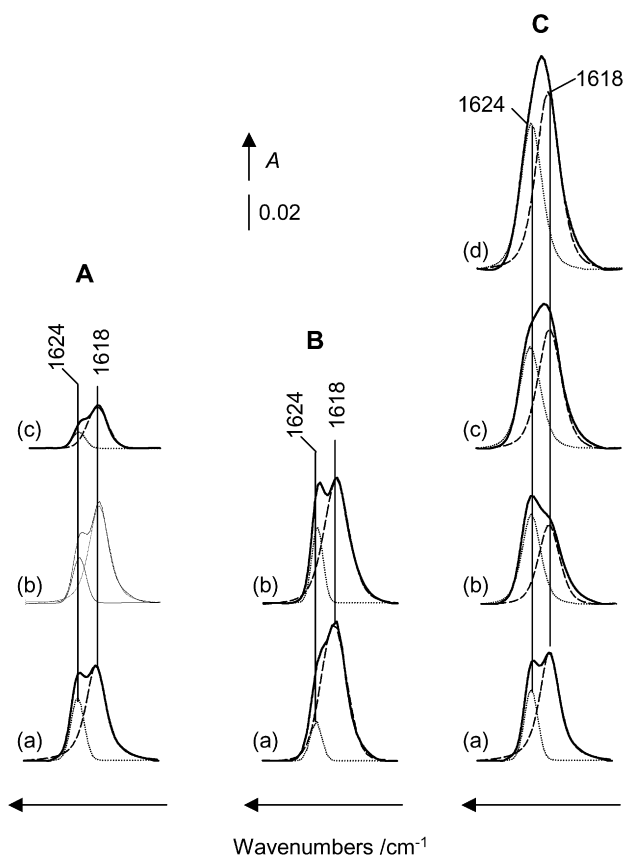 C
1618
1624
A
0.02
(d)
A
1624
1618
B
1624
1618
(c)
(c)
(b)
(b)
(b)
(a)
(a)
(a)
Wavenumbers /cm-1